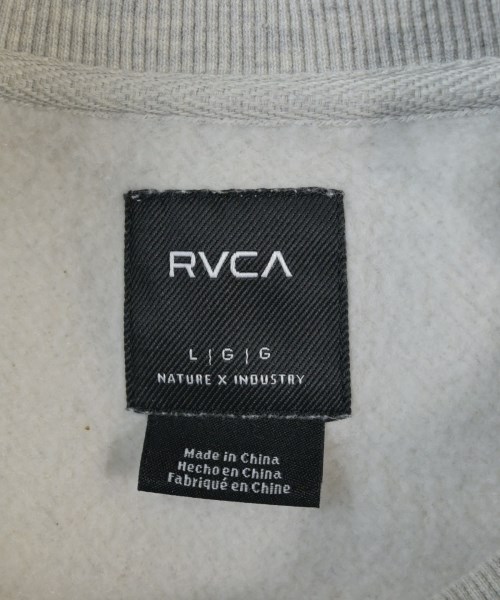 RVCA
L | G | G
NATURE X INDUSTRY
Made in China
Hecho en China
Fabriqué en Chine